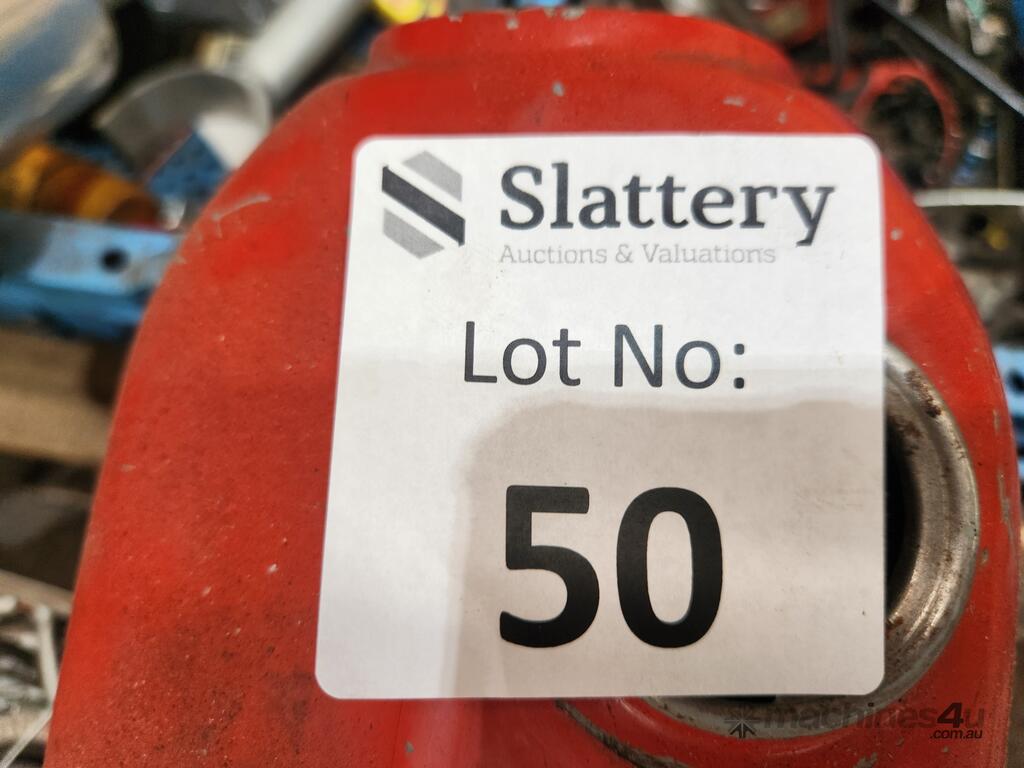 Slattery
Auctions & Valuations
Lot No:
50
machines4u
.com.au